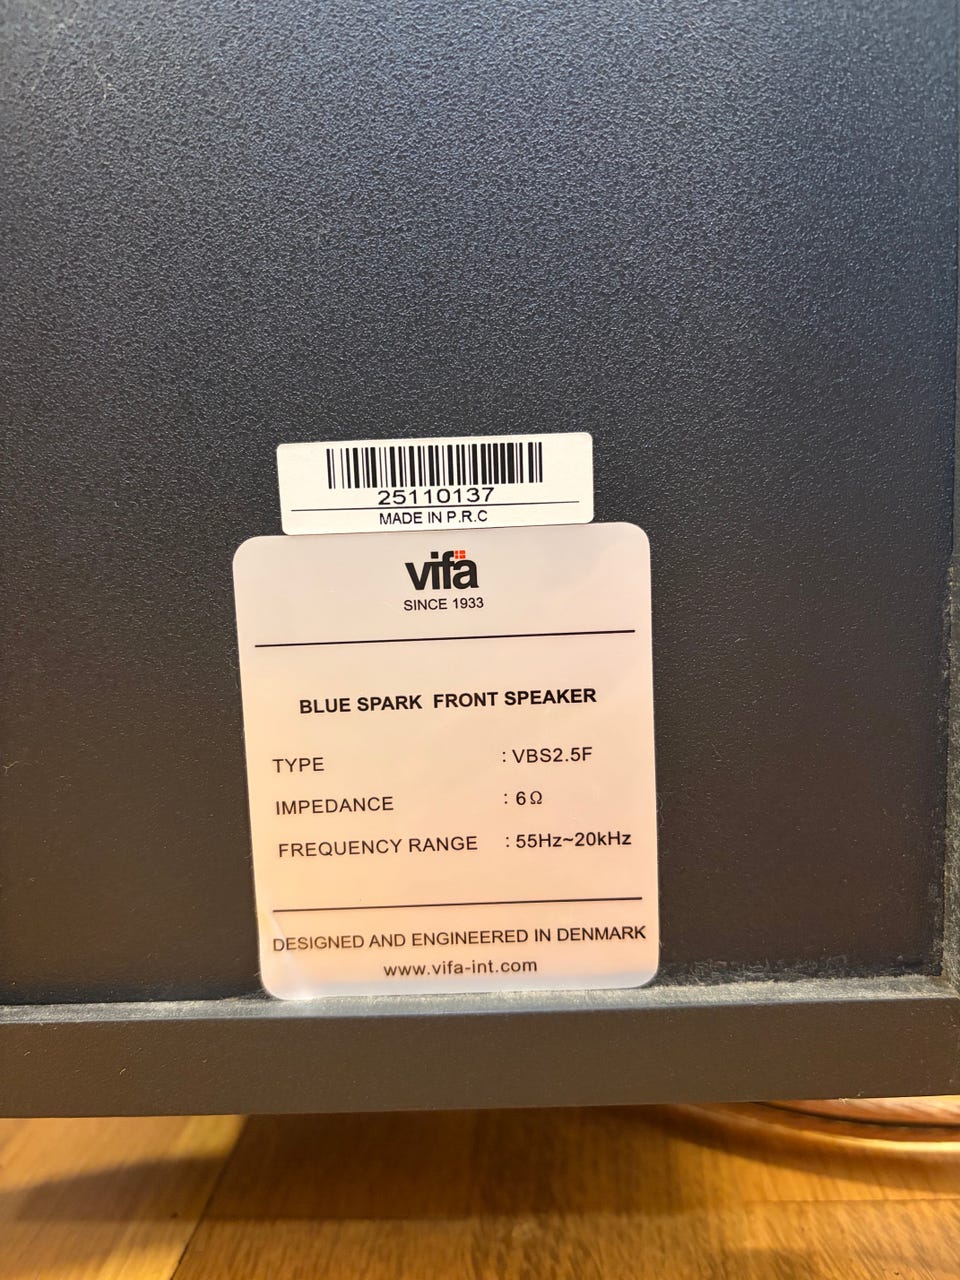 25110137
MADE IN P.R.C
vifa
SINCE 1933
BLUE SPARK FRONT SPEAKER
TYPE : VBS2.5F
IMPEDANCE : 6Ω
FREQUENCY RANGE : 55Hz~20kHz
DESIGNED AND ENGINEERED IN DENMARK
www.vifa-int.com